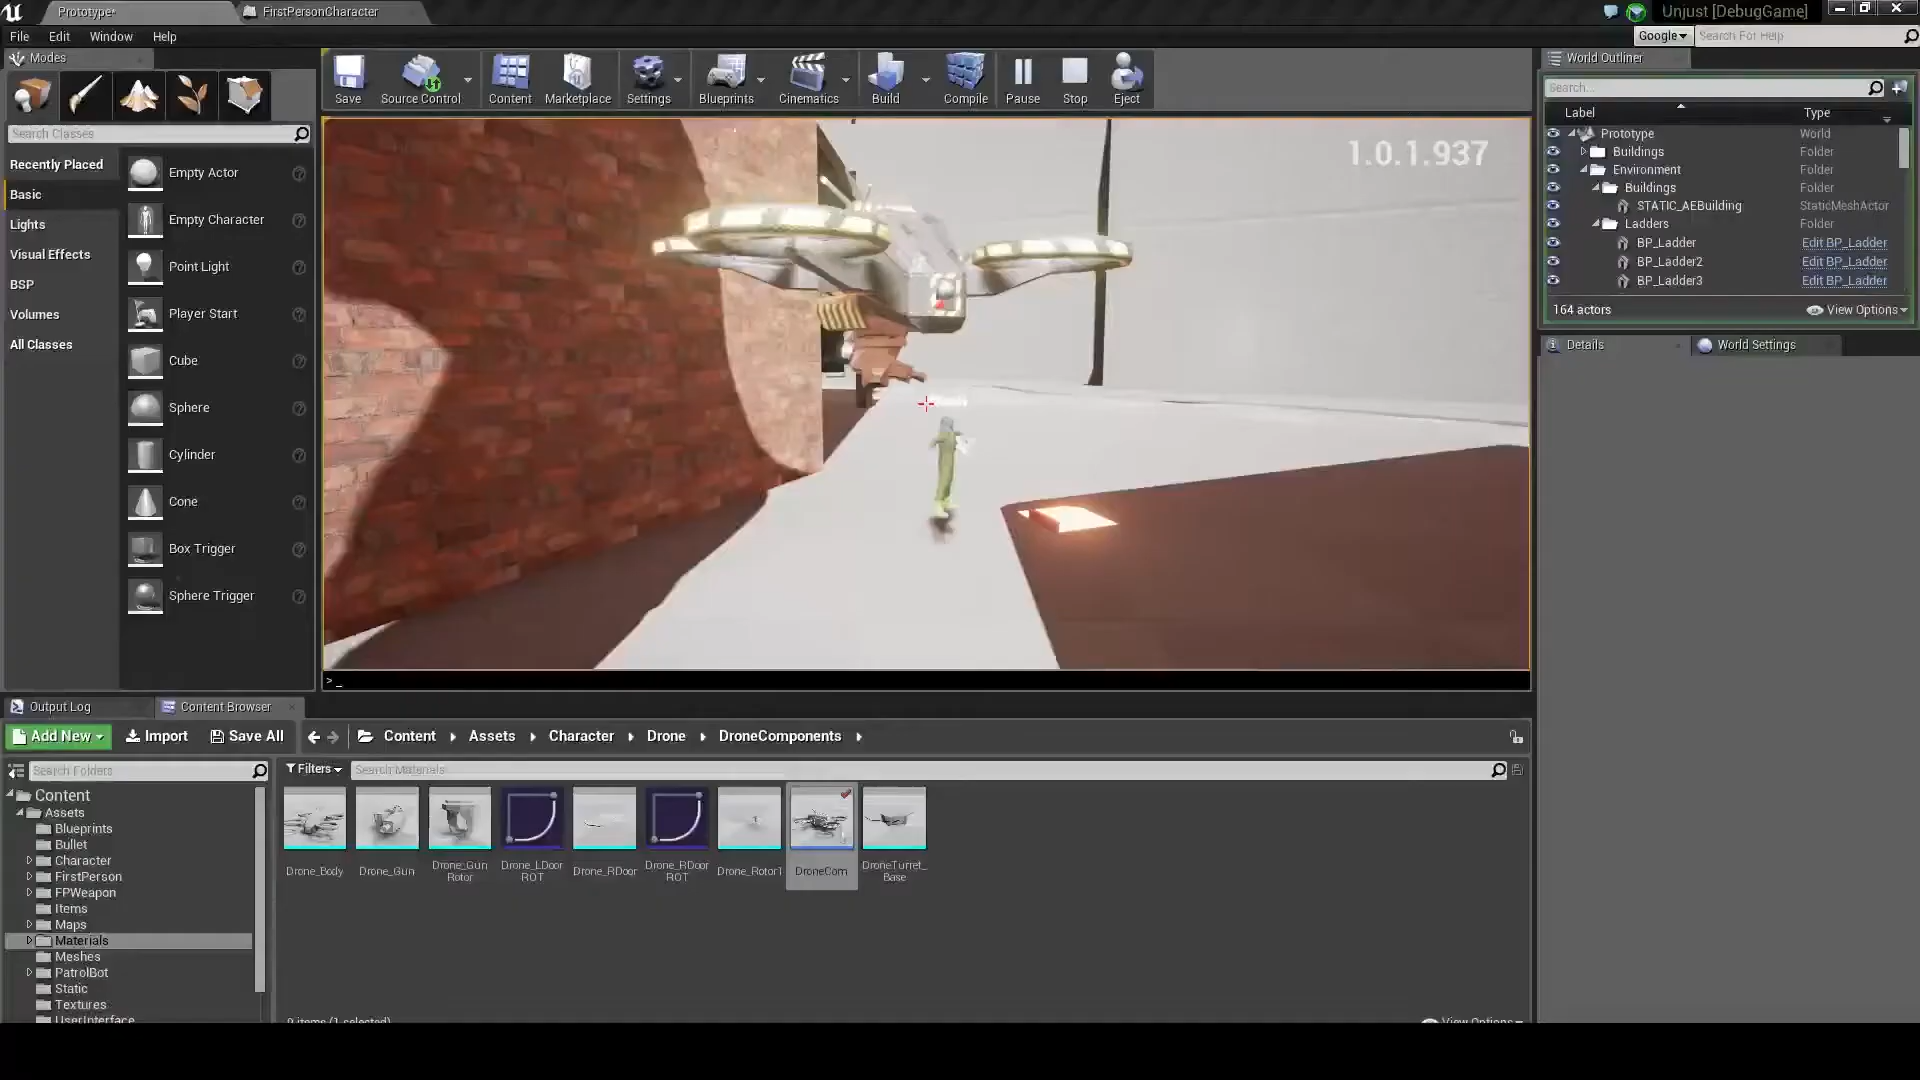 Prototype*
FirstPersonCharacter
Unjust [DebugGame]
File
Edit
Window
Help
Google
Search For Help
Modes
World Outliner
Save
Source Control
Content
Marketplace
Settings
Blueprints
Cinematics
Build
Compile
Pause
Stop
Eject
Search...
Label
Type
Search Classes
Recently Placed
Basic
Lights
Visual Effects
BSP
Volumes
All Classes
Empty Actor
Empty Character
Point Light
Player Start
Cube
Sphere
Cylinder
Cone
Box Trigger
Sphere Trigger
1.0.1.937
Prototype World
Buildings Folder
Environment Folder
Buildings Folder
STATIC_AEBuilding StaticMeshActor
Ladders Folder
BP_Ladder Edit BP_Ladder
BP_Ladder2 Edit BP_Ladder
BP_Ladder3 Edit BP_Ladder
164 actors
View Options
Details
World Settings
>_
Output Log
Content Browser
Add New
Import
Save All
Content
Assets
Character
Drone
DroneComponents
Search Folders
Filters
Search Materials
Content
Assets
Blueprints
Bullet
Character
FirstPerson
FPWeapon
Items
Maps
Materials
Meshes
PatrolBot
Static
Textures
UserInterface
Drone_Body
Drone_Gun
Drone_Gun
Rotor
Drone_LDoor
ROT
Drone_RDoor
Drone_RDoor
ROT
Drone_Rotor1
DroneCom
DroneTurret_
Base
9 items (1 selected)
View Options